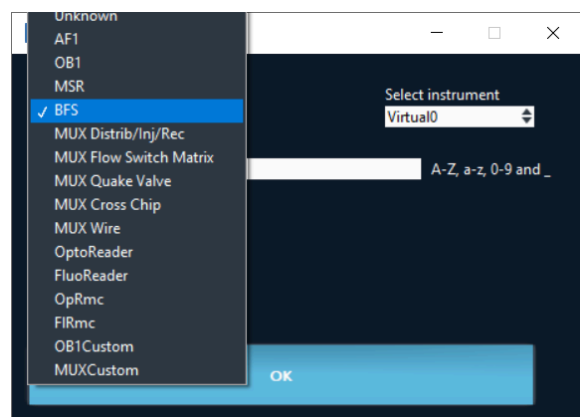 Unknown
AF1
OB1
MSR
✓ BFS
MUX Distrib/Inj/Rec
MUX Flow Switch Matrix
MUX Quake Valve
MUX Cross Chip
MUX Wire
OptoReader
FluoReader
OpRmc
FlRmc
OB1Custom
MUXCustom
Select instrument
Virtual0
A-Z, a-z, 0-9 and _
OK